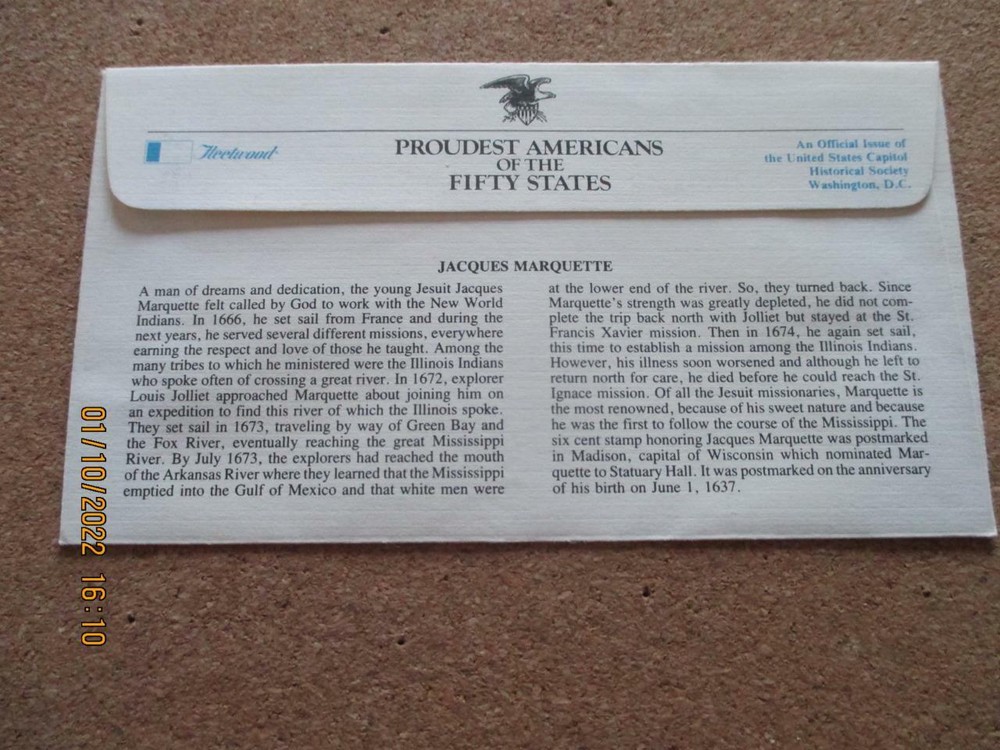 Fleetwood
PROUDEST AMERICANS
OF THE
FIFTY STATES
An Official Issue of
the United States Capitol
Historical Society
Washington, D.C.
JACQUES MARQUETTE
A man of dreams and dedication, the young Jesuit Jacques
Marquette felt called by God to work with the New World
Indians. In 1666, he set sail from France and during the
next years, he served several different missions, everywhere
earning the respect and love of those he taught. Among the
many tribes to which he ministered were the Illinois Indians
who spoke often of crossing a great river. In 1672, explorer
Louis Jolliet approached Marquette about joining him on
an expedition to find this river of which the Illinois spoke.
They set sail in 1673, traveling by way of Green Bay and
the Fox River, eventually reaching the great Mississippi
River. By July 1673, the explorers had reached the mouth
of the Arkansas River where they learned that the Mississippi
emptied into the Gulf of Mexico and that white men were
at the lower end of the river. So, they turned back. Since
Marquette's strength was greatly depleted, he did not com-
plete the trip back north with Jolliet but stayed at the St.
Francis Xavier mission. Then in 1674, he again set sail,
this time to establish a mission among the Illinois Indians.
However, his illness soon worsened and although he left to
return north for care, he died before he could reach the St.
Ignace mission. Of all the Jesuit missionaries, Marquette is
the most renowned, because of his sweet nature and because
he was the first to follow the course of the Mississippi. The
six cent stamp honoring Jacques Marquette was postmarked
in Madison, capital of Wisconsin which nominated Mar-
quette to Statuary Hall. It was postmarked on the anniversary
of his birth on June 1, 1637.
01/10/2022 16:10